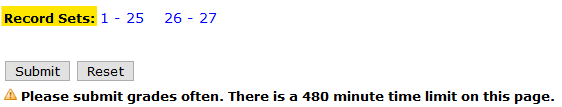 Record Sets: 1 - 25 26 - 27
Submit Reset
Please submit grades often. There is a 480 minute time limit on this page.